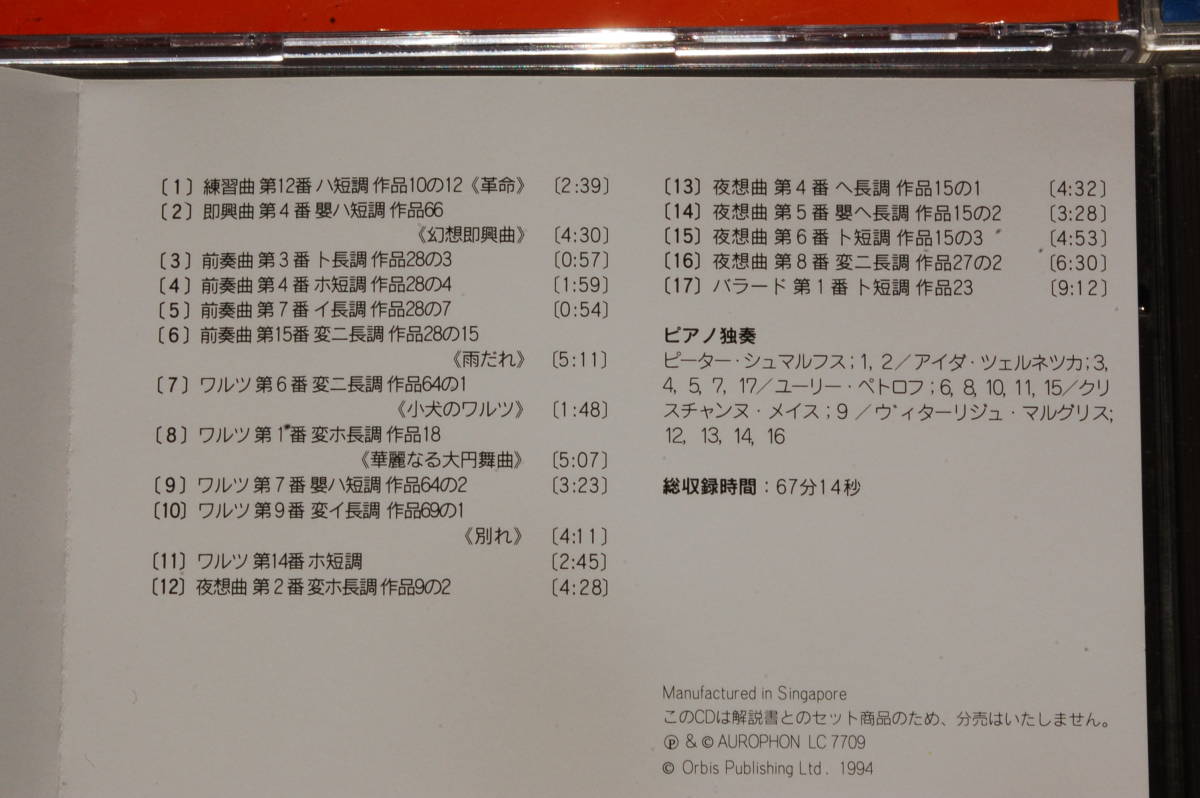 〔1〕練習曲 第12番 ハ短調 作品10の12《革命》〔2:39〕
〔2〕即興曲 第4番 嬰ハ短調 作品66
《幻想即興曲》〔4:30〕
〔3〕前奏曲 第3番 ト長調 作品28の3 〔0:57〕
〔4〕前奏曲 第4番 ホ短調 作品28の4 〔1:59〕
〔5〕前奏曲 第7番 イ長調 作品28の7 〔0:54〕
〔6〕前奏曲 第15番 変ニ長調 作品28の15
《雨だれ》〔5:11〕
〔7〕ワルツ 第6番 変ニ長調 作品64の1
《小犬のワルツ》〔1:48〕
〔8〕ワルツ 第1番 変ホ長調 作品18
《華麗なる大円舞曲》〔5:07〕
〔9〕ワルツ 第7番 嬰ハ短調 作品64の2 〔3:23〕
〔10〕ワルツ 第9番 変イ長調 作品69の1
《別れ》〔4:11〕
〔11〕ワルツ 第14番 ホ短調 〔2:45〕
〔12〕夜想曲 第2番 変ホ長調 作品9の2 〔4:28〕
〔13〕夜想曲 第4番 ヘ長調 作品15の1 〔4:32〕
〔14〕夜想曲 第5番 嬰ヘ長調 作品15の2 〔3:28〕
〔15〕夜想曲 第6番 ト短調 作品15の3 〔4:53〕
〔16〕夜想曲 第8番 変ニ長調 作品27の2 〔6:30〕
〔17〕バラード 第1番 ト短調 作品23 〔9:12〕
ピアノ独奏
ピーター・シュマルフス；1, 2／アイダ・ツェルネツカ；3,
4, 5, 7, 17／ユーリー・ペトロフ；6, 8, 10, 11, 15／クリ
スチャンヌ・メイス；9／ヴィターリジュ・マルグリス；
12, 13, 14, 16
総収録時間：67分14秒
Manufactured in Singapore
このCDは解説書とのセット商品のため、分売はいたしません。
Ⓟ & © AUROPHON LC 7709
© Orbis Publishing Ltd. 1994